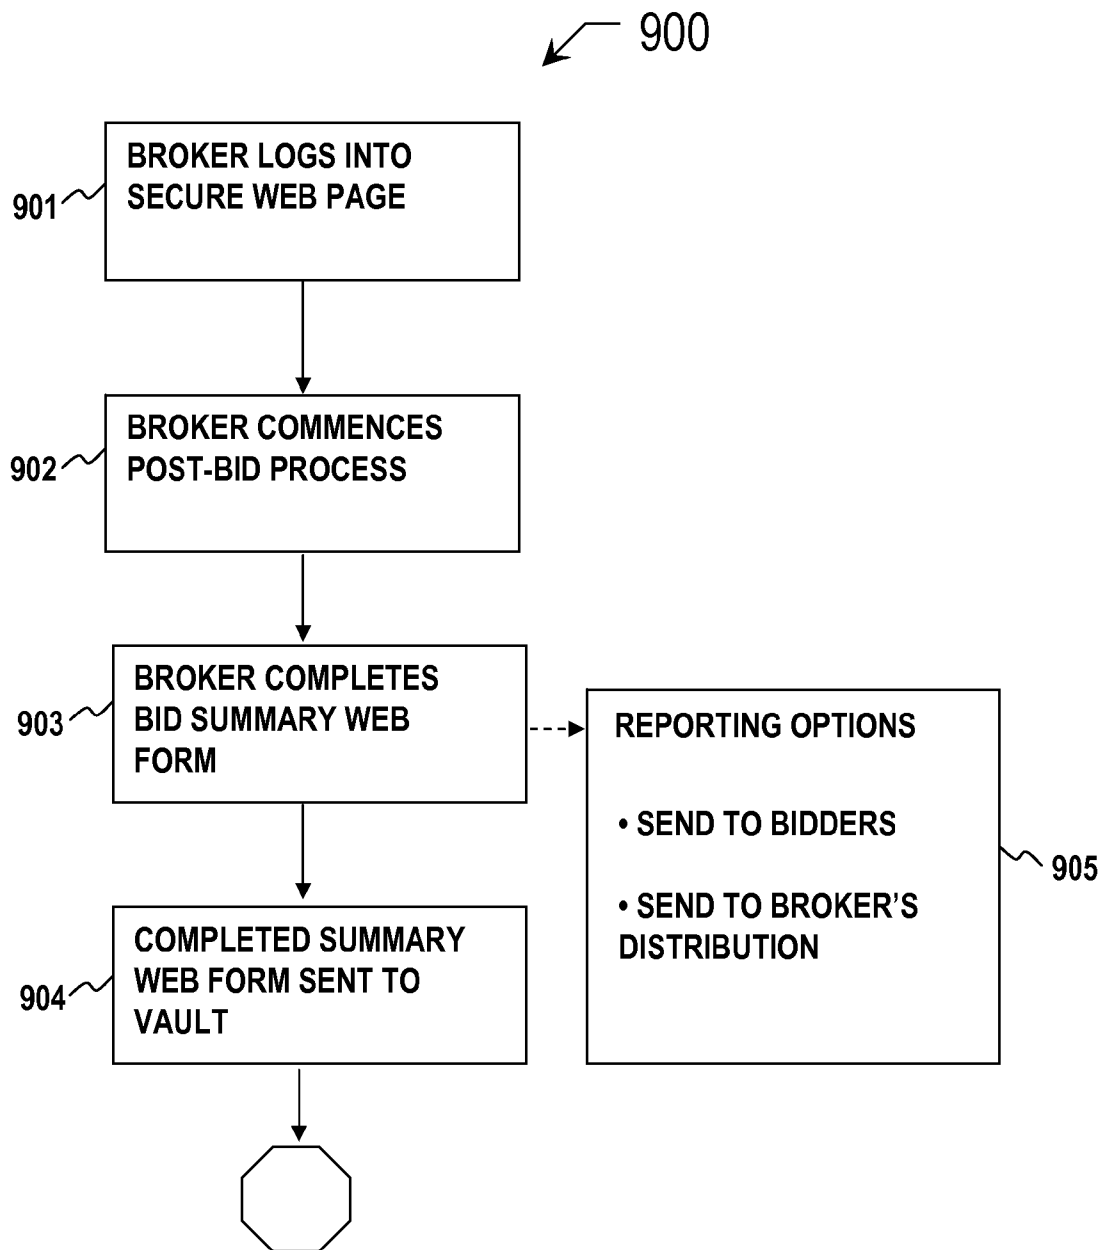 900
BROKER LOGS INTO
SECURE WEB PAGE
901
BROKER COMMENCES
POST-BID PROCESS
902
BROKER COMPLETES
BID SUMMARY WEB
FORM
903
REPORTING OPTIONS
• SEND TO BIDDERS
• SEND TO BROKER’S
DISTRIBUTION
905
COMPLETED SUMMARY
WEB FORM SENT TO
VAULT
904